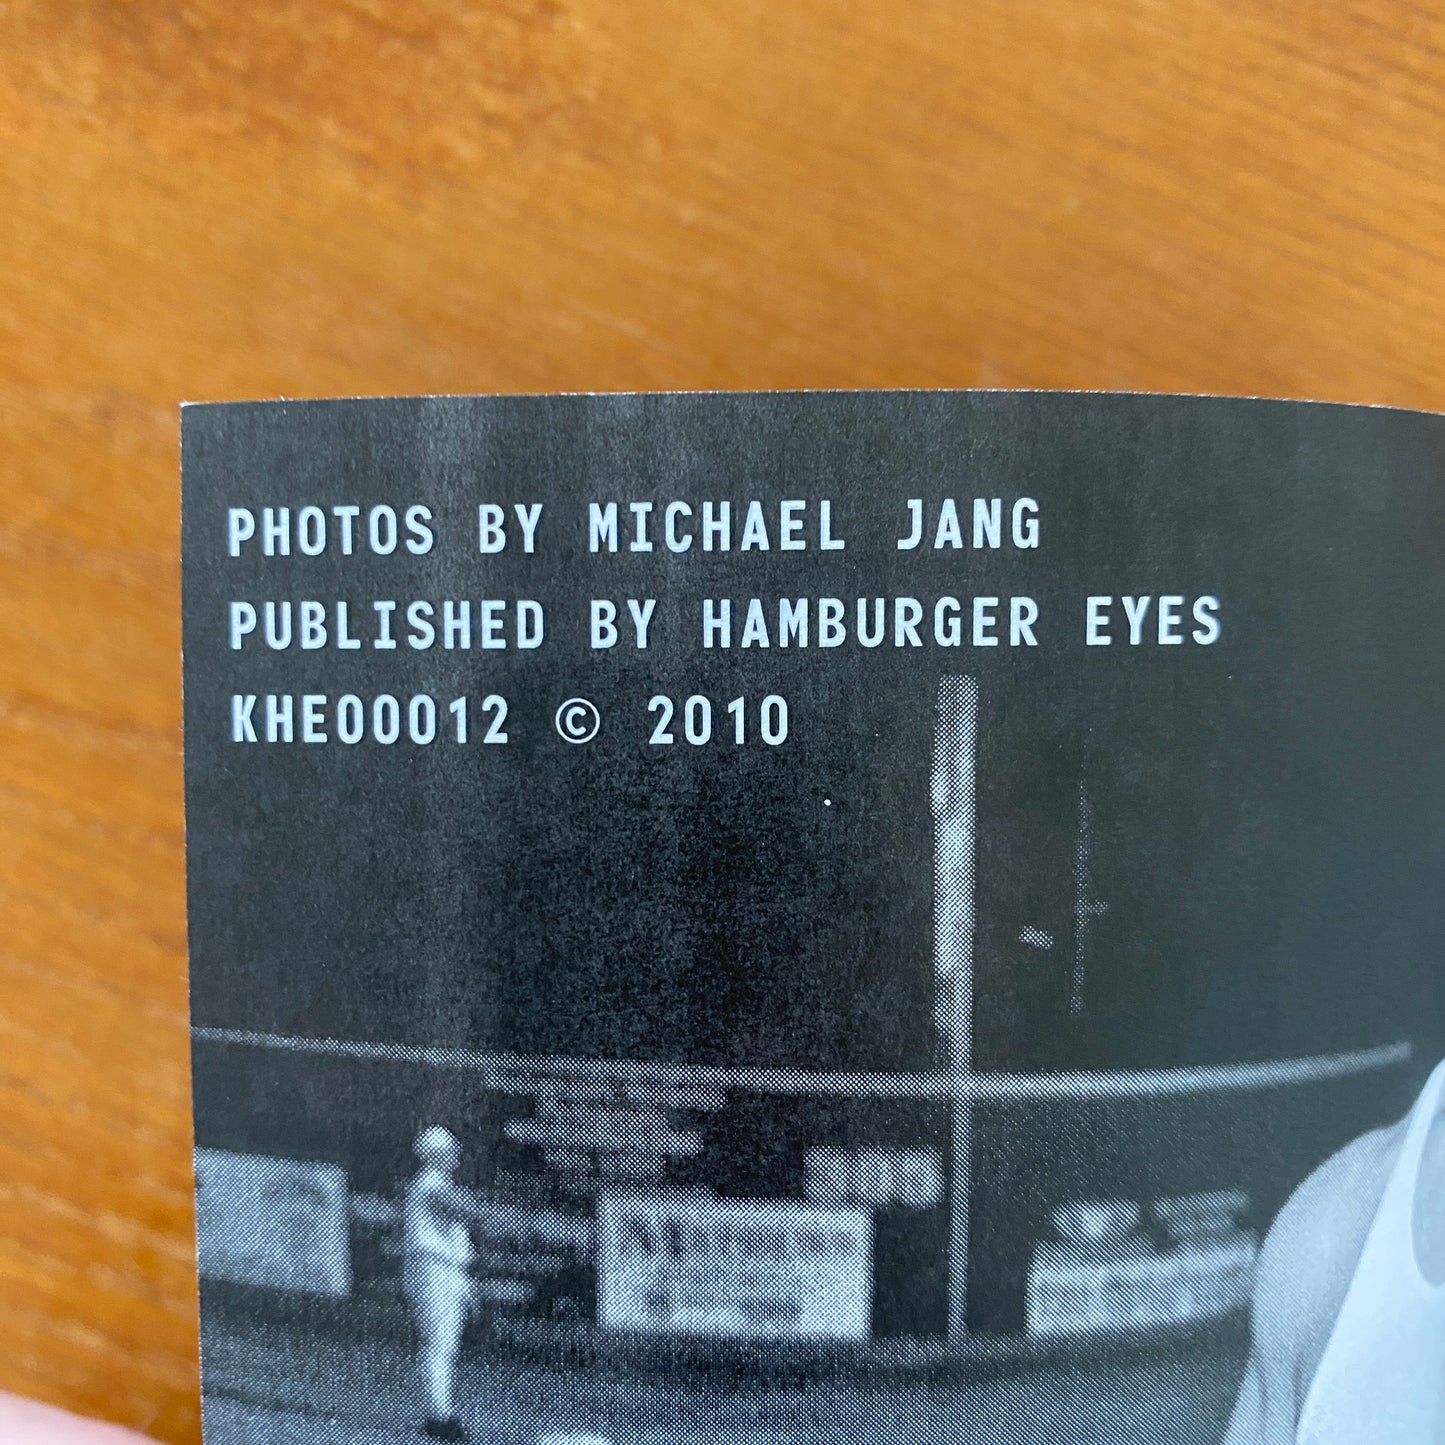 PHOTOS BY MICHAEL JANG
PUBLISHED BY HAMBURGER EYES
KHE00012 © 2010